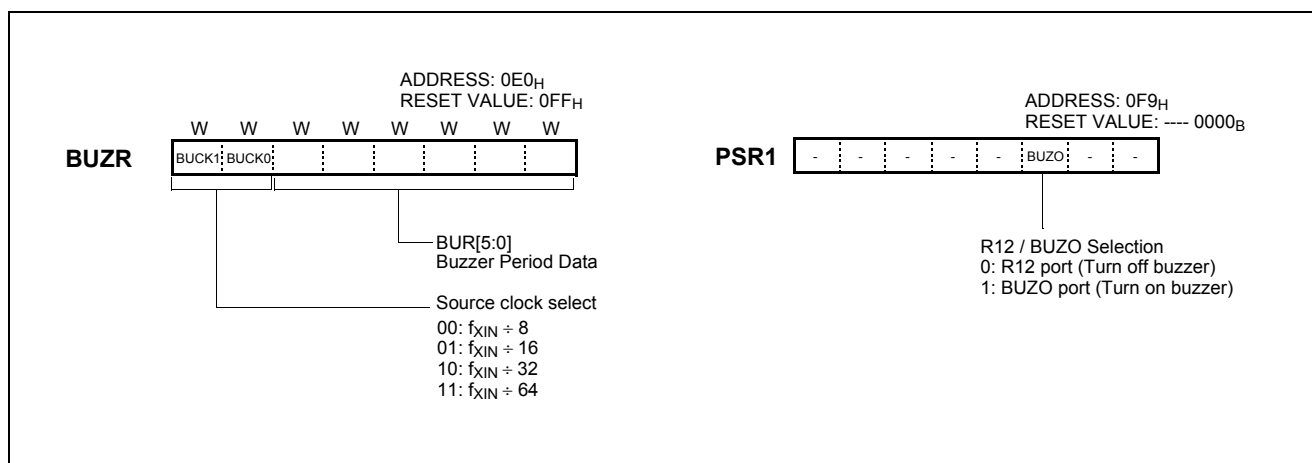 ADDRESS: 0E0H
RESET VALUE: 0FFH
W W W W W W W W
BUZR
BUCK1 BUCK0
BUR[5:0]
Buzzer Period Data
Source clock select
00: fXIN ÷ 8
01: fXIN ÷ 16
10: fXIN ÷ 32
11: fXIN ÷ 64
ADDRESS: 0F9H
RESET VALUE: ---- 0000B
PSR1
- - - - - BUZO - -
R12 / BUZO Selection
0: R12 port (Turn off buzzer)
1: BUZO port (Turn on buzzer)